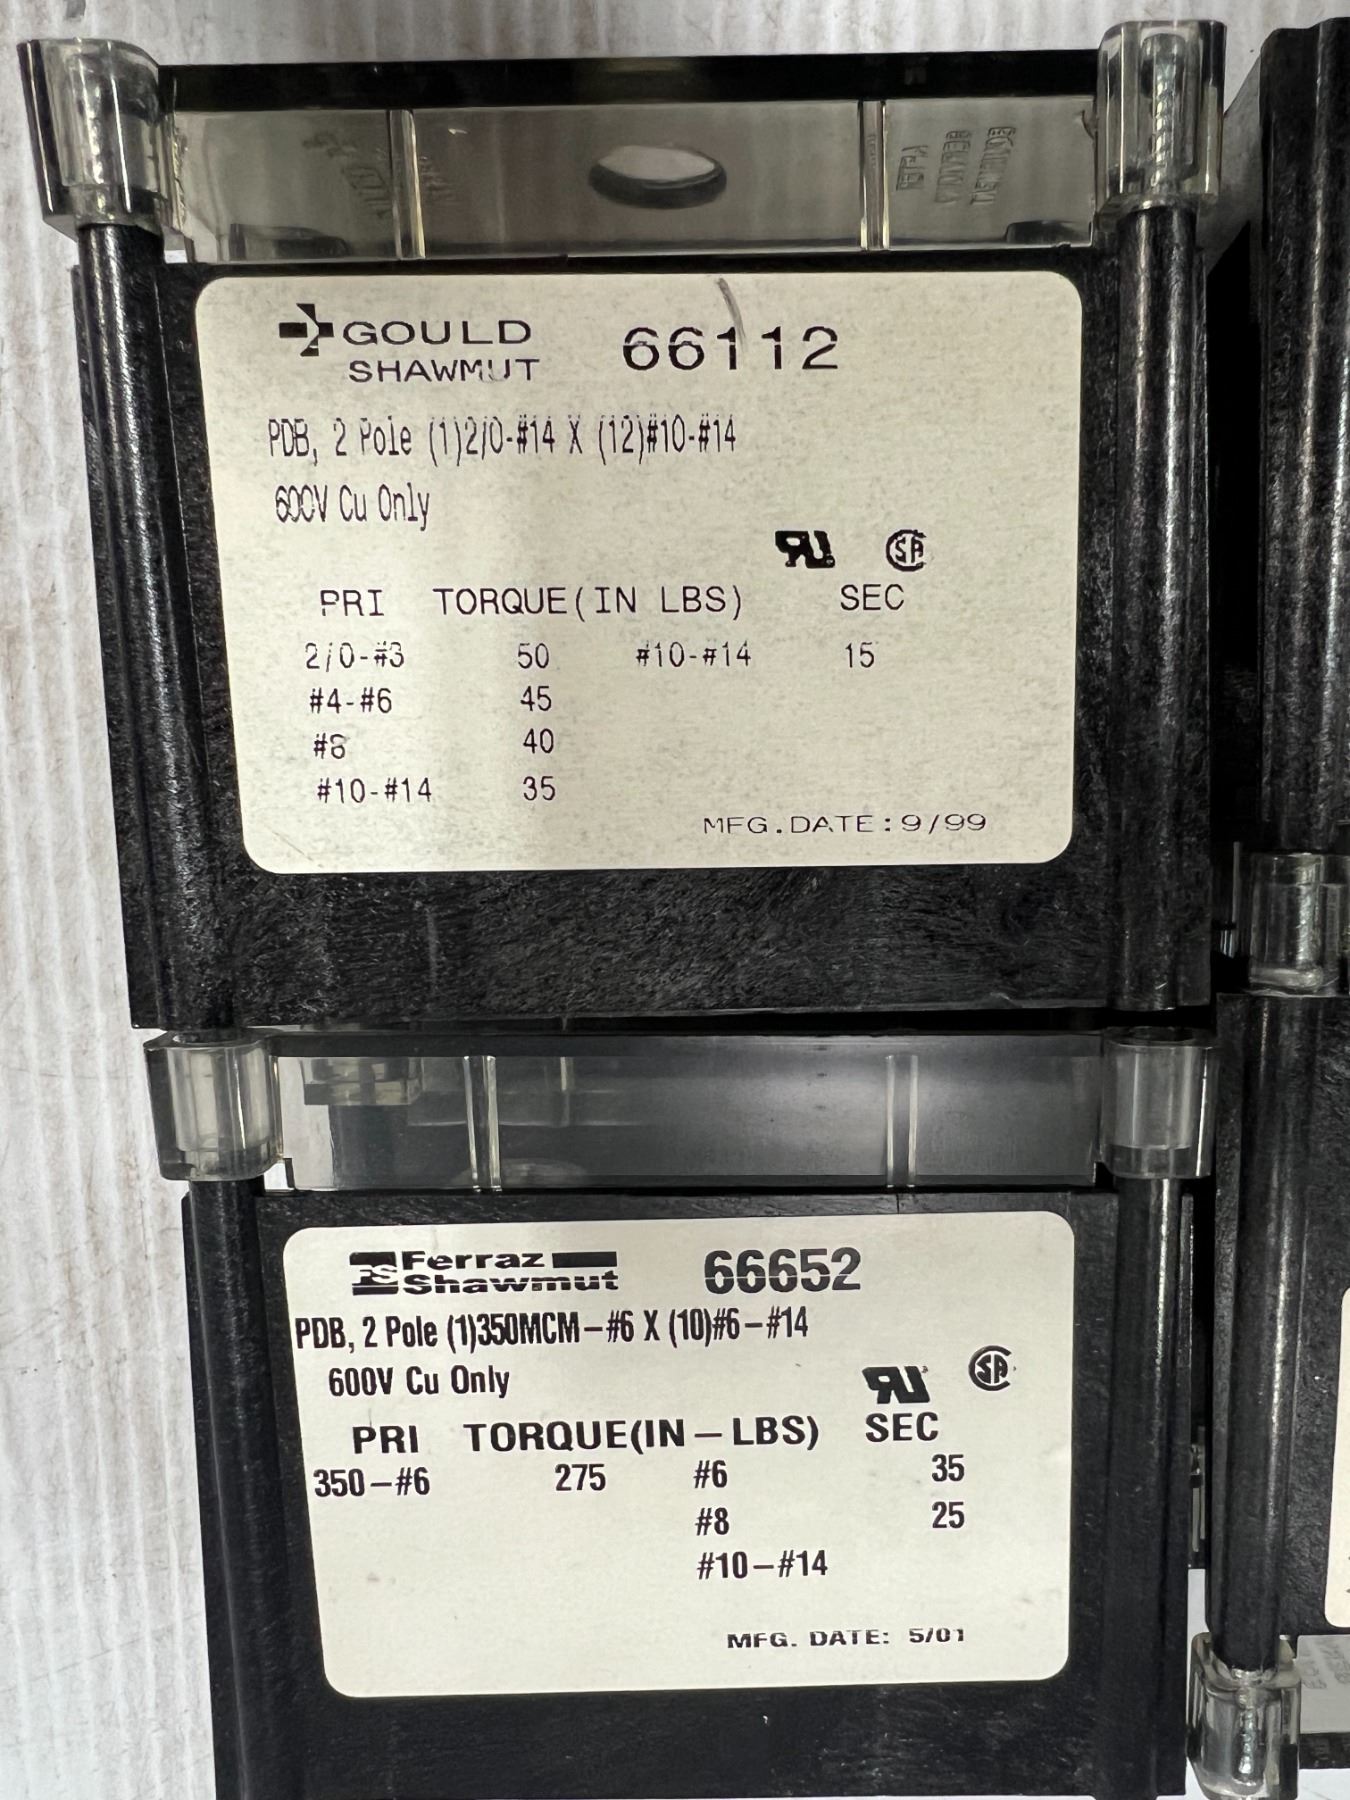 GOULD
SHAWMUT
66112
PDB, 2 Pole (1)2/0-#14 X (12)#10-#14
600V Cu Only
PRI TORQUE(IN LBS) SEC
2/0-#3 50 #10-#14 15
#4-#6 45
#8 40
#10-#14 35
MFG.DATE:9/99
FS Ferraz
Shawmut
66652
PDB, 2 Pole (1)350MCM-#6 X (10)#6-#14
600V Cu Only
PRI TORQUE(IN-LBS) SEC
350-#6 275 #6 35
#8 25
#10-#14
MFG. DATE: 5/01